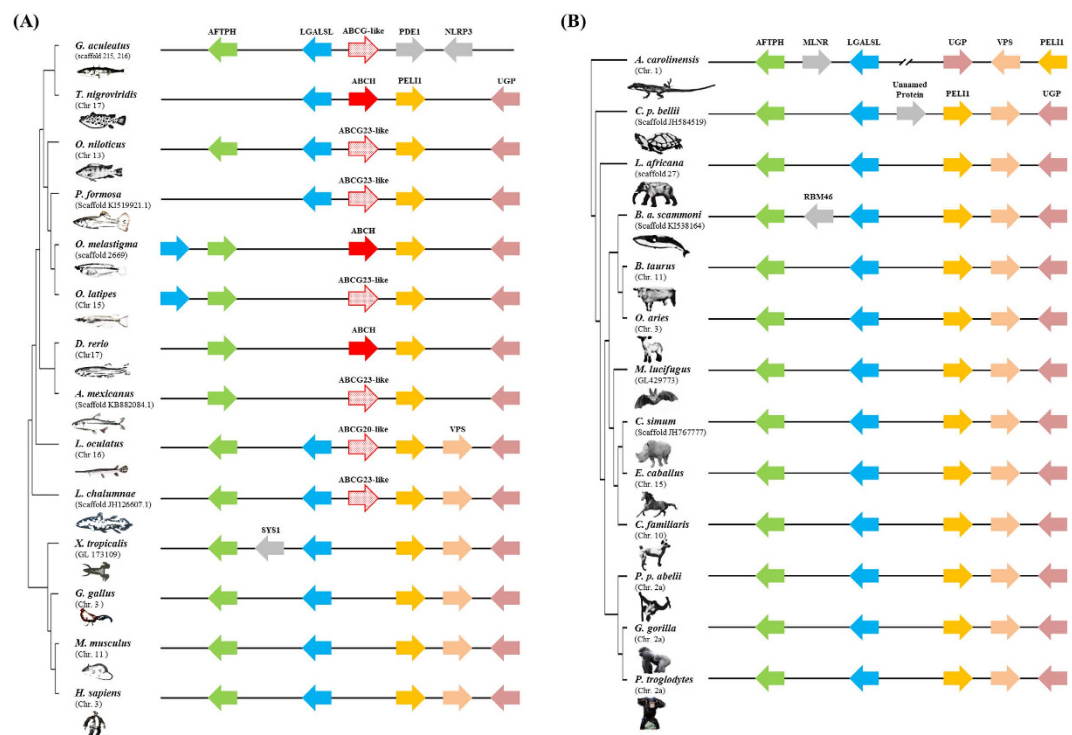 (A)
AFTPH LGALSL ABCG-like PDE1 NLRP3
G. aculeatus
(scaffold 215, 216)
ABCH PELI1 UGP
T. nigroviridis
(Chr 17)
ABCG23-like
O. niloticus
(Chr 13)
ABCG23-like
P. formosa
(Scaffold KI519921.1)
ABCH
O. melastigma
(scaffold 2669)
ABCG23-like
O. latipes
(Chr 15)
ABCH
D. rerio
(Chr17)
ABCG23-like
A. mexicanus
(Scaffold KB882084.1)
ABCG20-like VPS
L. oculatus
(Chr 16)
ABCG23-like
L. chalumnae
(Scaffold JH126607.1)
SYS1
X. tropicalis
(GL 173109)
G. gallus
(Chr. 3 )
M. musculus
(Chr. 11 )
H. sapiens
(Chr. 3)
(B)
AFTPH MLNR LGALSL UGP VPS PELI1
A. carolinensis
(Chr. 1)
Unnamed
Protein PELI1 UGP
C. p. bellii
(Scaffold JH584519)
L. africana
(scaffold 27)
RBM46
B. a. scammoni
(Scaffold KI538164)
B. taurus
(Chr. 11)
O. aries
(Chr. 3)
M. lucifugus
(GL429773)
C. simum
(Scaffold JH767777)
E. caballus
(Chr. 15)
C. familiaris
(Chr. 10)
P. p. abelii
(Chr. 2a)
G. gorilla
(Chr. 2a)
P. troglodytes
(Chr. 2a)